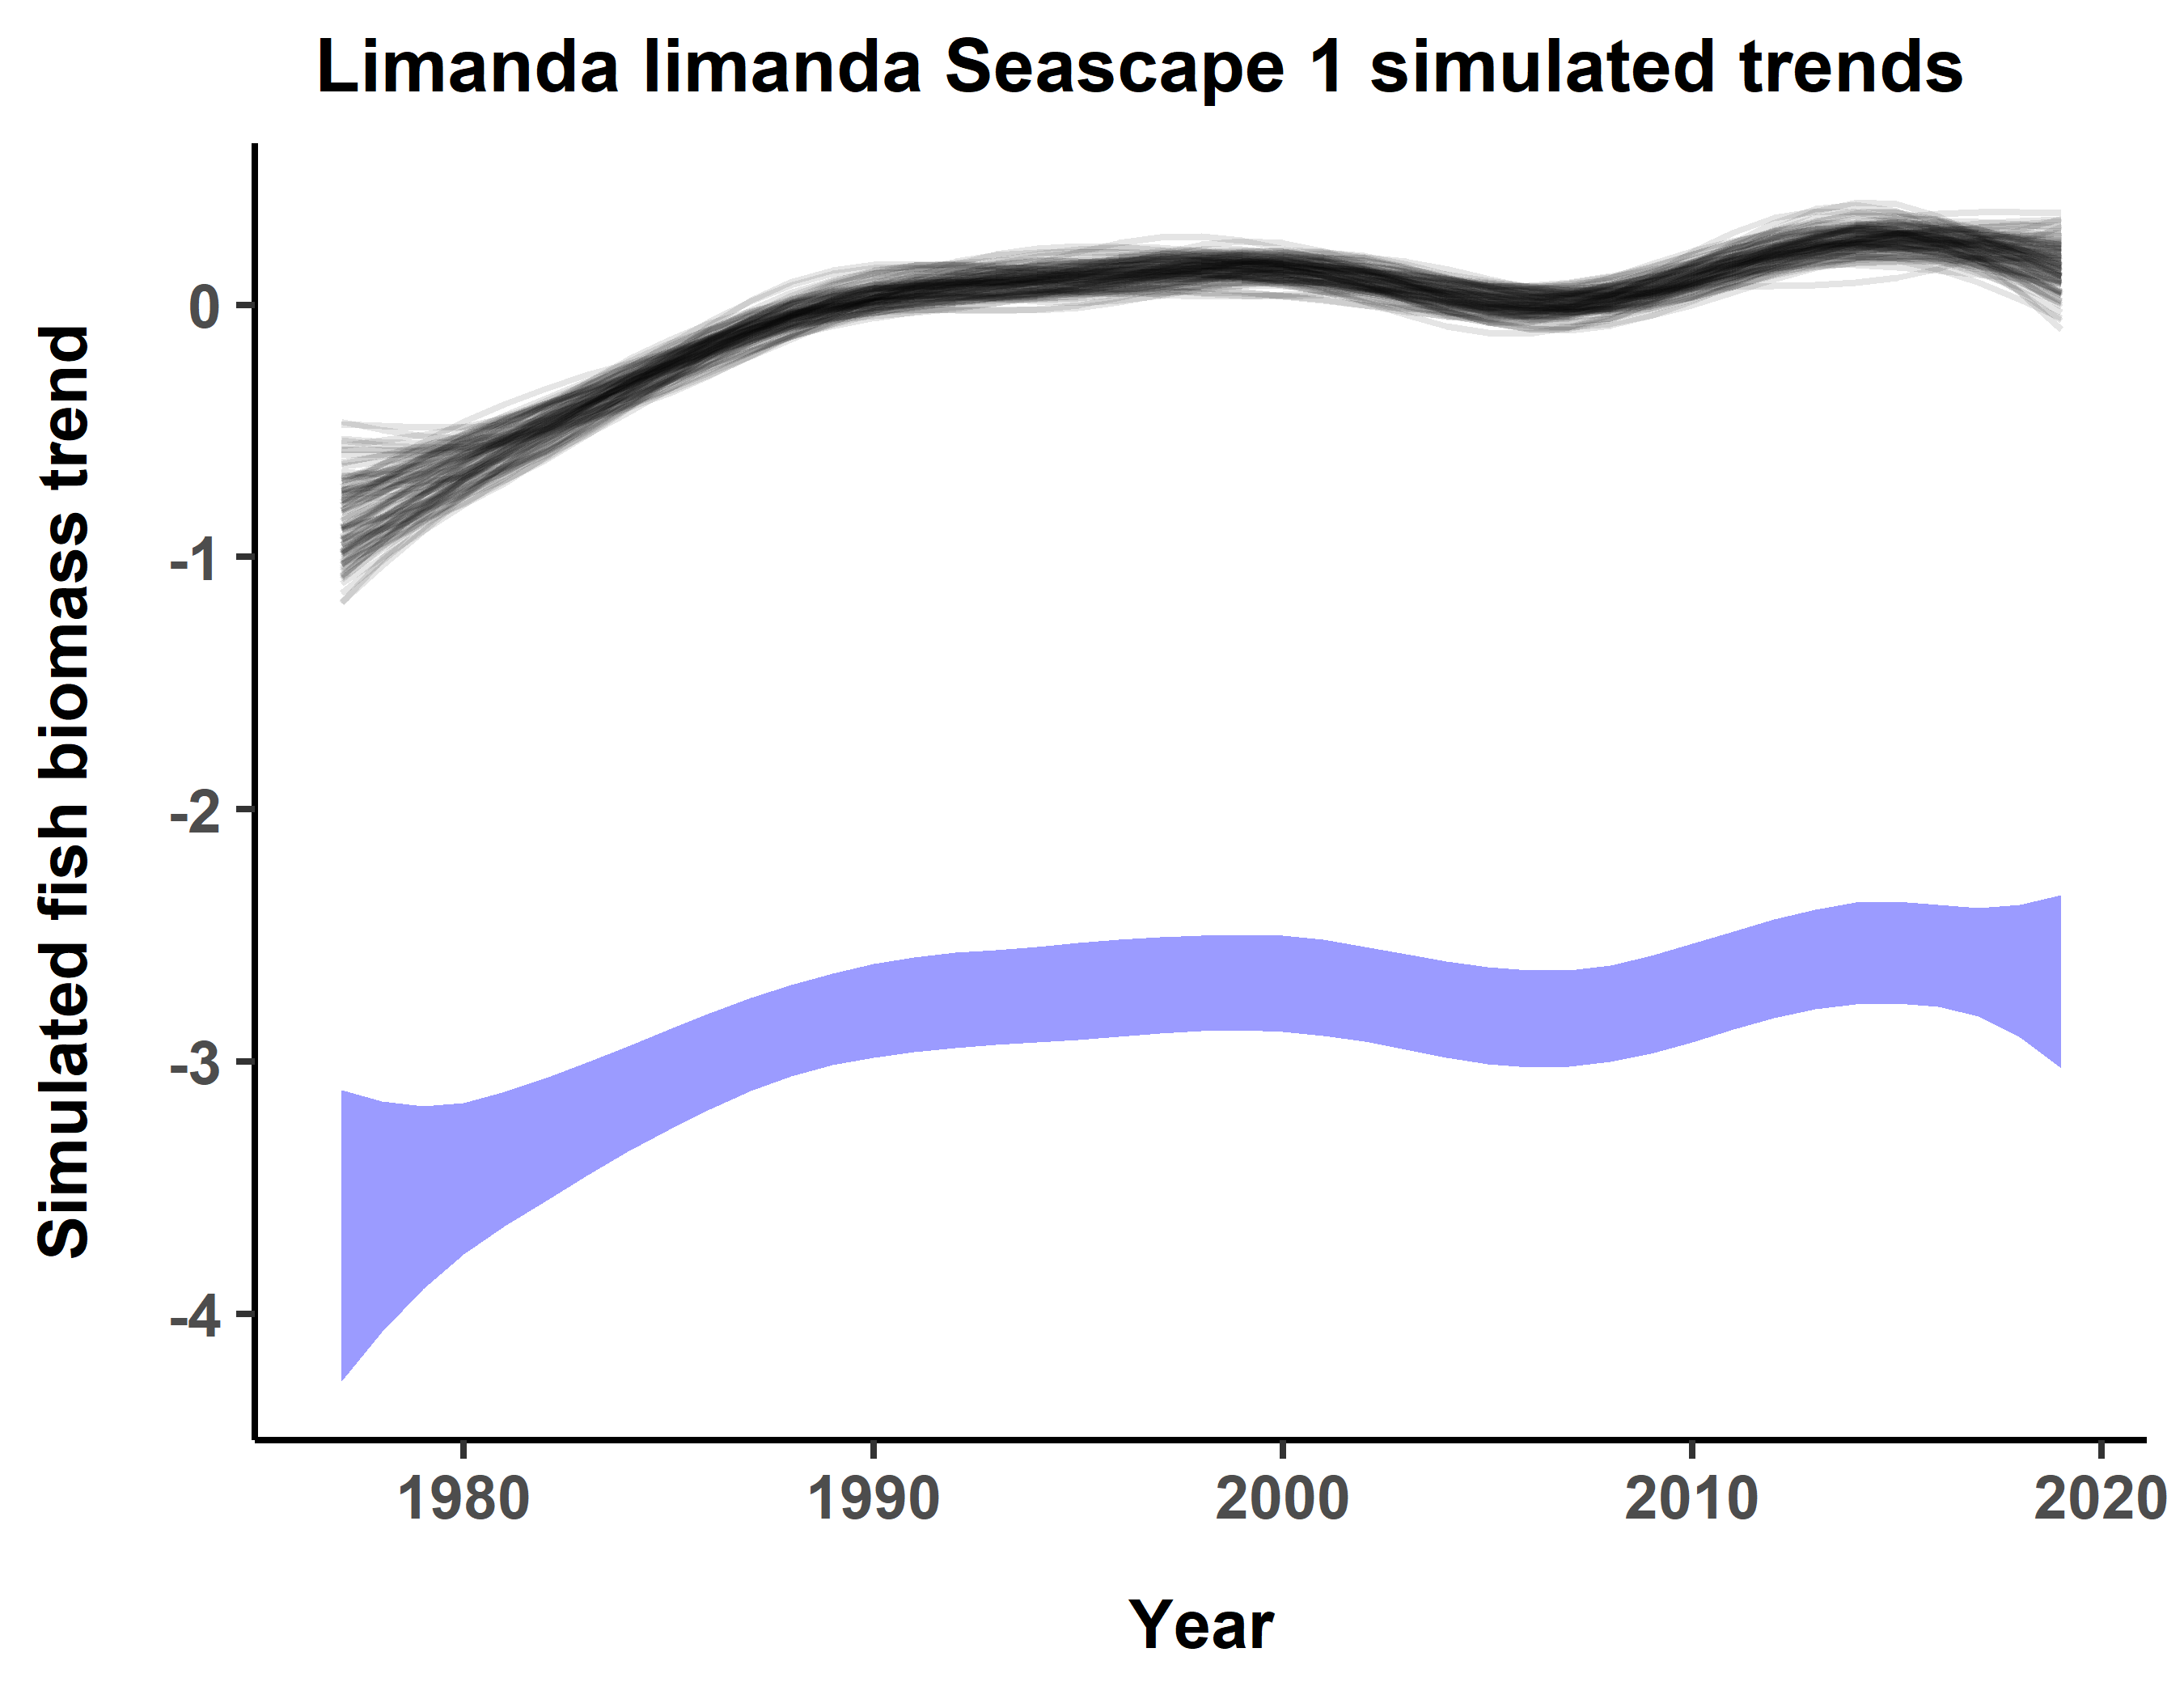 Limanda limanda Seascape 1 simulated trends
Simulated fish biomass trend
0
-1
-2
-3
-4
1980 1990 2000 2010 2020
Year